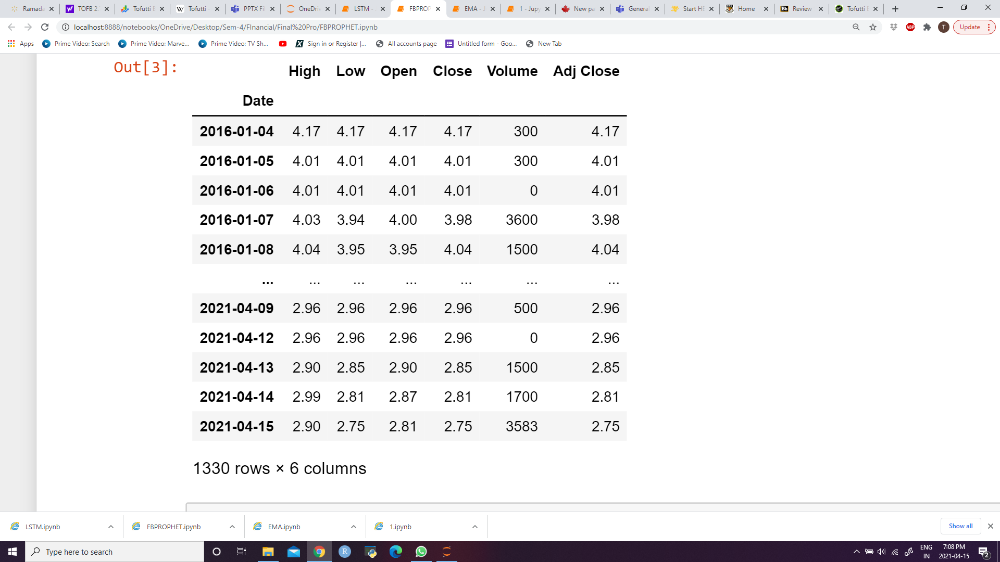 Ramada TOFB 2. Tofutti B Tofutti - PPTX Fil OneDriv LSTM - FBPROP EMA - J 1 - Jupy New pa General Start HE Home Bb Review Tofutti B
localhost:8888/notebooks/OneDrive/Desktop/Sem-4/FInancial/Final%20Pro/FBPROPHET.ipynb ABP T Update
Apps Prime Video: Search Prime Video: Marve... Prime Video: TV Sh... Sign in or Register |... All accounts page Untitled form - Goo... New Tab
Out[3]:
High Low Open Close Volume Adj Close
Date
2016-01-04 4.17 4.17 4.17 4.17 300 4.17
2016-01-05 4.01 4.01 4.01 4.01 300 4.01
2016-01-06 4.01 4.01 4.01 4.01 0 4.01
2016-01-07 4.03 3.94 4.00 3.98 3600 3.98
2016-01-08 4.04 3.95 3.95 4.04 1500 4.04
... ... ... ... ... ... ...
2021-04-09 2.96 2.96 2.96 2.96 500 2.96
2021-04-12 2.96 2.96 2.96 2.96 0 2.96
2021-04-13 2.90 2.85 2.90 2.85 1500 2.85
2021-04-14 2.99 2.81 2.87 2.81 1700 2.81
2021-04-15 2.90 2.75 2.81 2.75 3583 2.75
1330 rows × 6 columns
LSTM.ipynb FBPROPHET.ipynb EMA.ipynb 1.ipynb Show all
Type here to search R ENG 7:08 PM
IN 2021-04-15 2